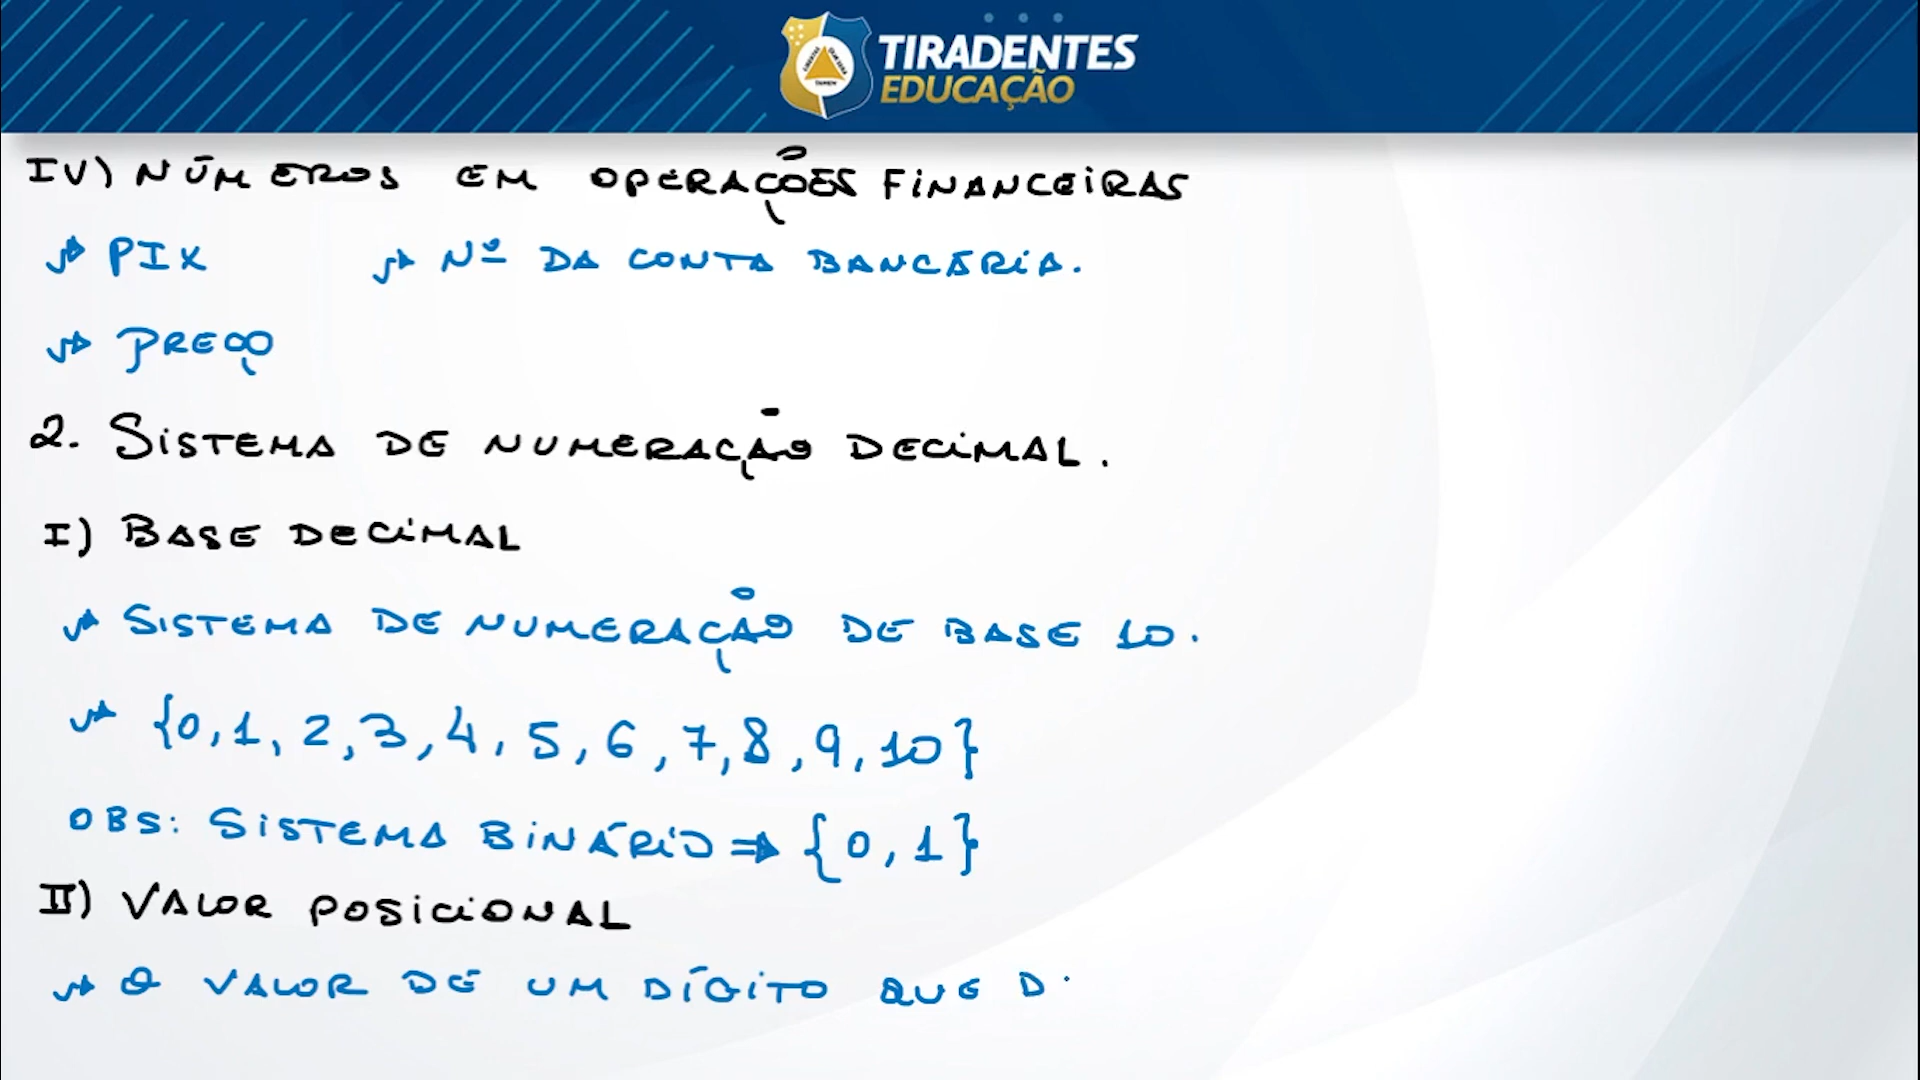 TIRADENTES
EDUCAÇÃO
IV) NÚMEROS EM OPERAÇÕES FINANCEIRAS
PIX → Nº DA CONTA BANCÁRIA.
→ PREÇO
2. SISTEMA DE NUMERAÇÃO DECIMAL.
I) BASE DECIMAL
→ SISTEMA DE NUMERAÇÃO DE BASE 10.
→ {0, 1, 2, 3, 4, 5, 6, 7, 8, 9, 10}
OBS: SISTEMA BINÁRIO ⇒ {0, 1}
II) VALOR POSICIONAL
→ O VALOR DE UM DÍGITO QUE D